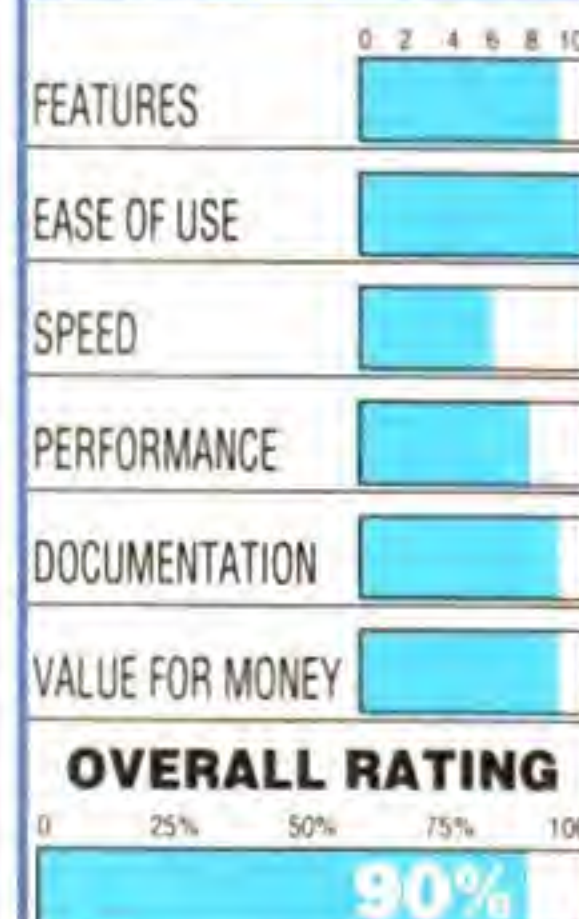 0 2 4 6 8 10
FEATURES
EASE OF USE
SPEED
PERFORMANCE
DOCUMENTATION
VALUE FOR MONEY
OVERALL RATING
0 25% 50% 75% 100
90%